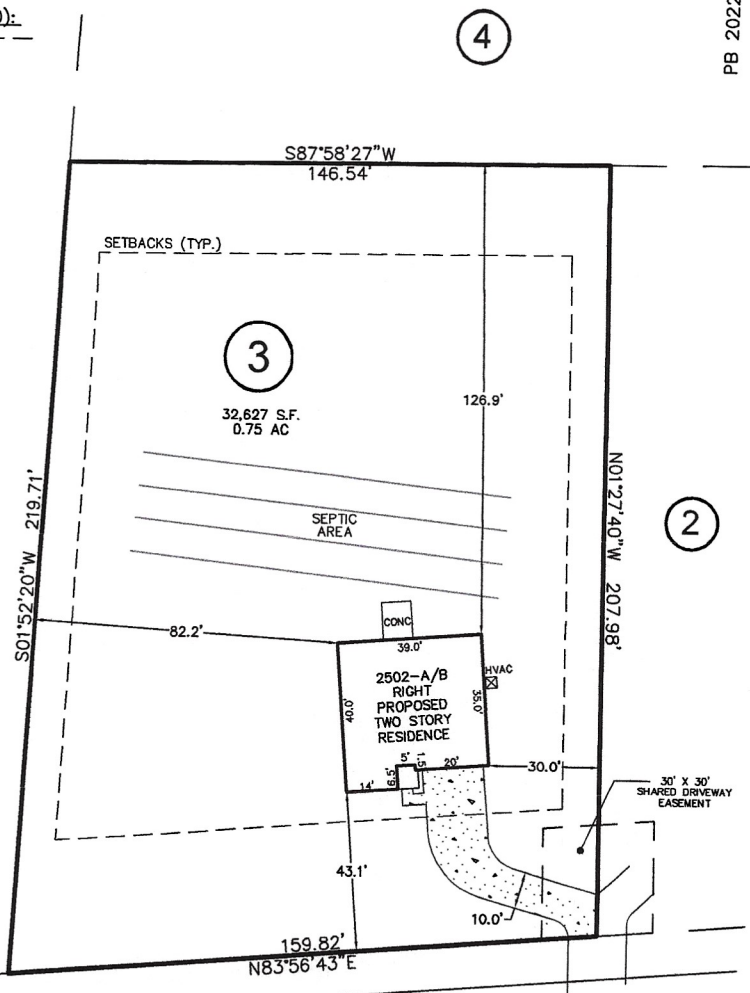 0):
4
PB 2022
S87°58'27"W
146.54'
SETBACKS (TYP.)
3
32,627 S.F.
0.75 AC
126.9'
S01°52'20"W 219.71'
N01°27'40"W 207.98'
2
SEPTIC
AREA
82.2'
CONC
39.0'
HVAC
2502-A/B
RIGHT
PROPOSED
TWO STORY
RESIDENCE
40.0'
35.0'
5'
1.5'
20'
6.5'
14'
30.0'
30' X 30'
SHARED DRIVEWAY
EASEMENT
43.1'
10.0'
159.82'
N83°56'43"E